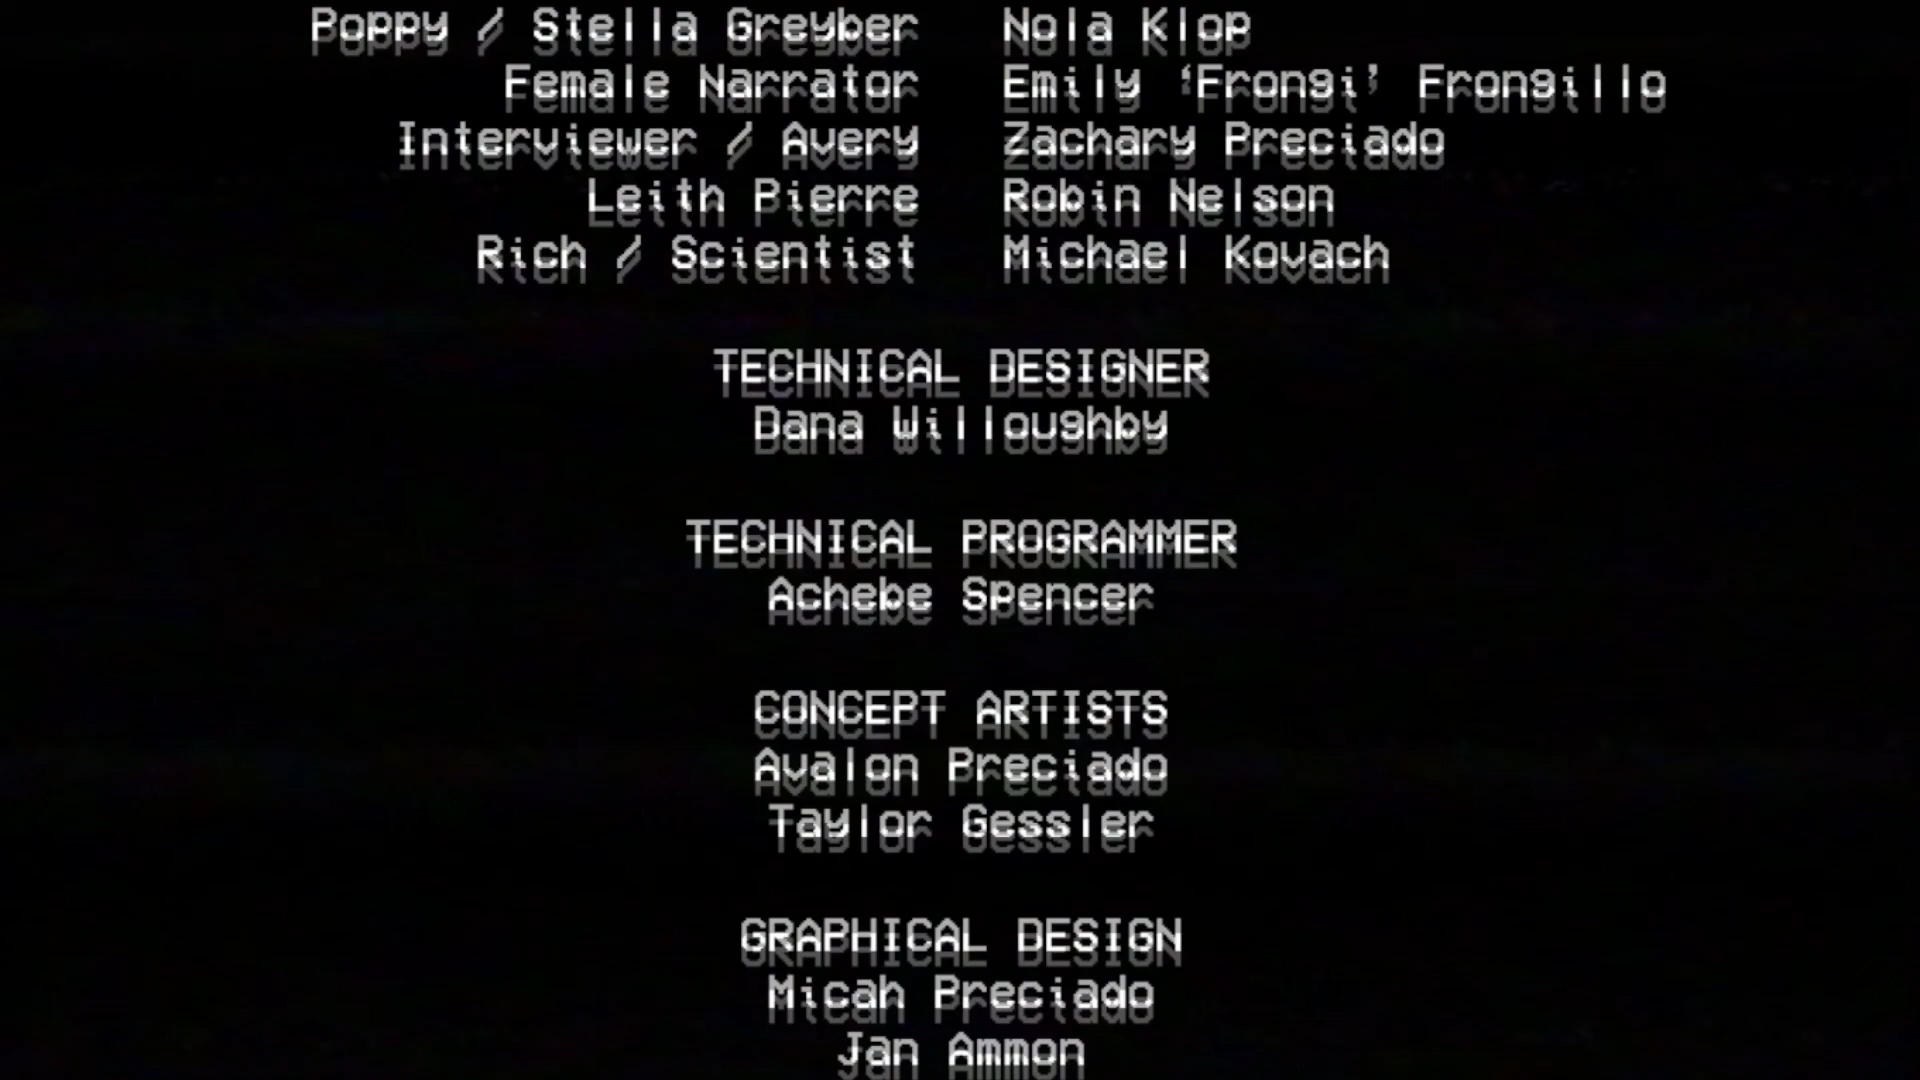 Poppy / Stella Greyber Nola Klop
Female Narrator Emily ‘Frongi’ Frongillo
Interviewer / Avery Zachary Preciado
Leith Pierre Robin Nelson
Rich / Scientist Michael Kovach
TECHNICAL DESIGNER
Dana Willoughby
TECHNICAL PROGRAMMER
Achebe Spencer
CONCEPT ARTISTS
Avalon Preciado
Taylor Gessler
GRAPHICAL DESIGN
Micah Preciado
Jan Ammon